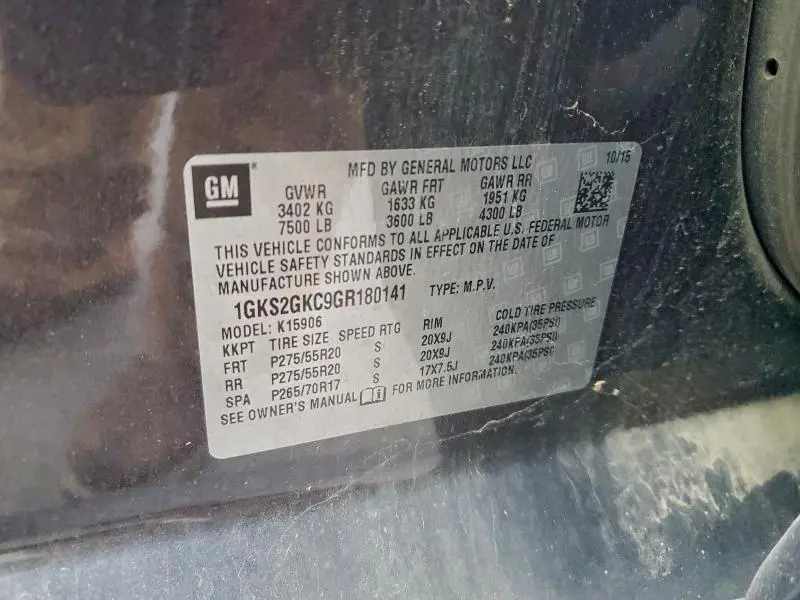 GM
MFD BY GENERAL MOTORS LLC 10/15
GVWR GAWR FRT GAWR RR
3402 KG 1633 KG 1951 KG
7500 LB 3600 LB 4300 LB
THIS VEHICLE CONFORMS TO ALL APPLICABLE U.S. FEDERAL MOTOR
VEHICLE SAFETY STANDARDS IN EFFECT ON THE DATE OF
MANUFACTURE SHOWN ABOVE.
1GKS2GKC9GR180141 TYPE: M.P.V.
MODEL: K15906
KKPT TIRE SIZE SPEED RTG RIM COLD TIRE PRESSURE
FRT P275/55R20 S 20X9J 240KPA(35PSI)
RR P275/55R20 S 20X9J 240KPA(35PSI)
SPA P265/70R17 S 17X7.5J 240KPA(35PSI)
SEE OWNER'S MANUAL FOR MORE INFORMATION.